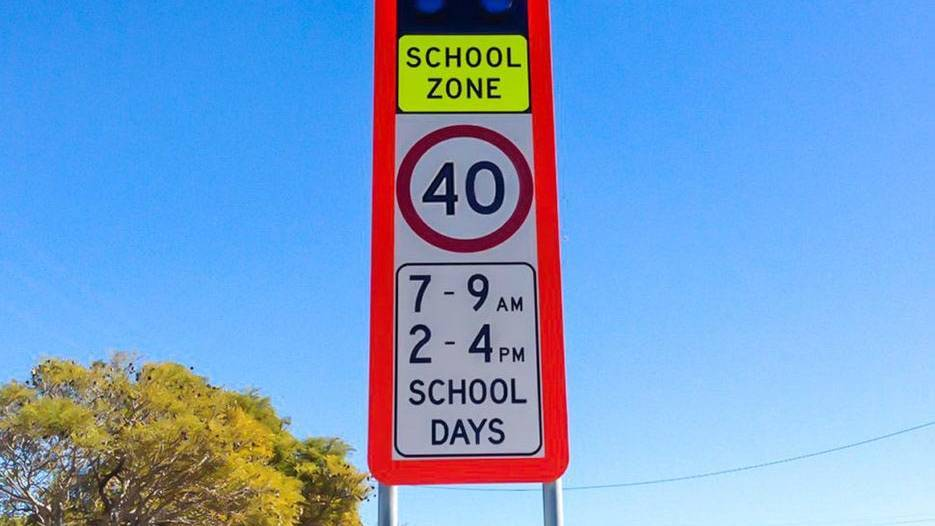 SCHOOL
ZONE
40
7 - 9 AM
2 - 4 PM
SCHOOL
DAYS